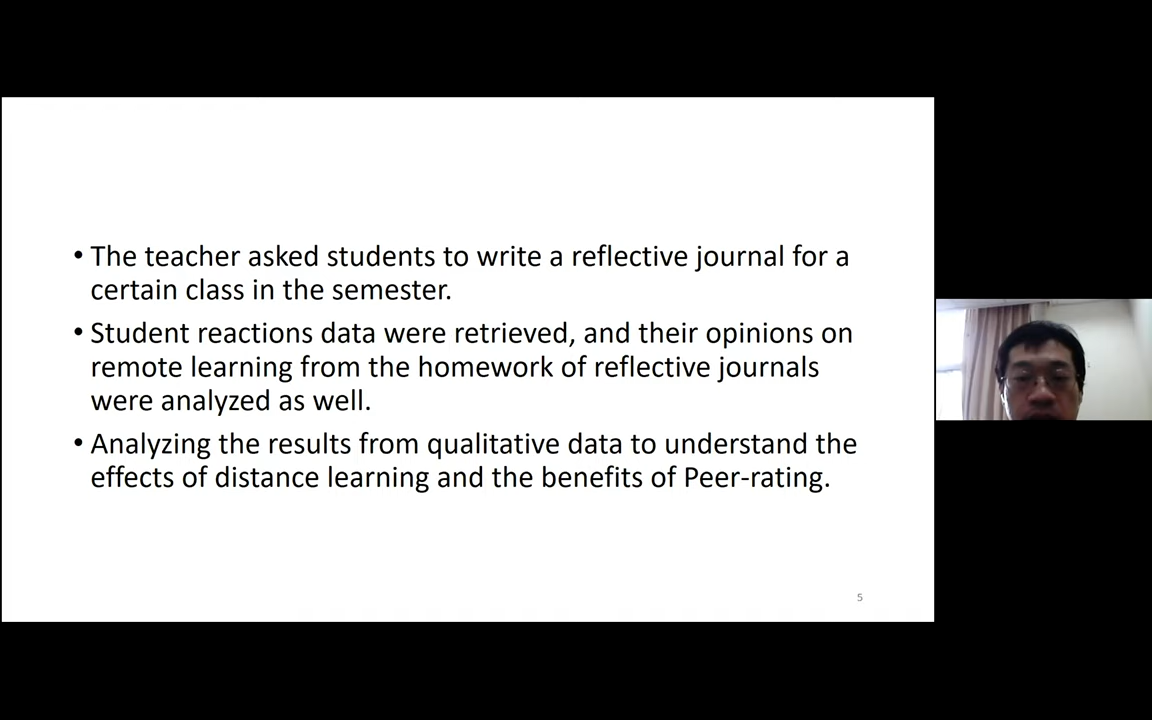 • The teacher asked students to write a reflective journal for a
certain class in the semester.
• Student reactions data were retrieved, and their opinions on
remote learning from the homework of reflective journals
were analyzed as well.
• Analyzing the results from qualitative data to understand the
effects of distance learning and the benefits of Peer-rating.
5